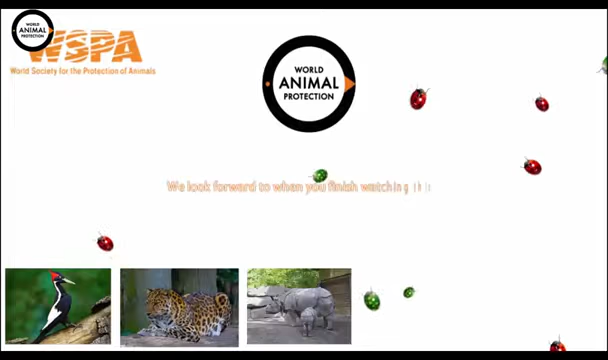 WORLD
ANIMAL
PROTECTION
WSPA
World Society for the Protection of Animals
WORLD
ANIMAL
PROTECTION
We look forward to when you finish watching